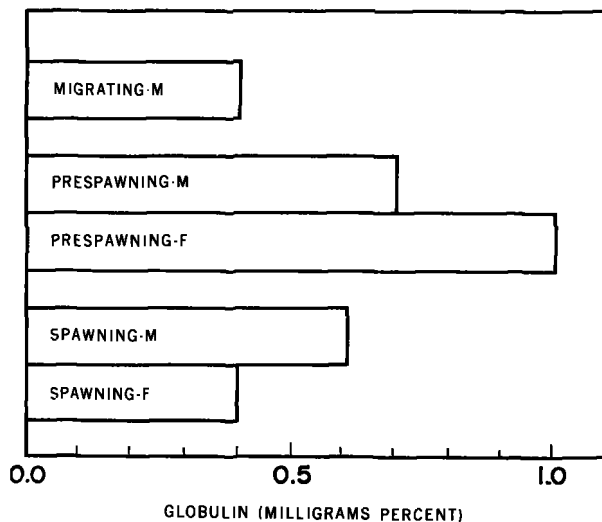 MIGRATING-M
PRESPAWNING-M
PRESPAWNING-F
SPAWNING-M
SPAWNING-F
0.0 0.5 1.0
GLOBULIN (MILLIGRAMS PERCENT)